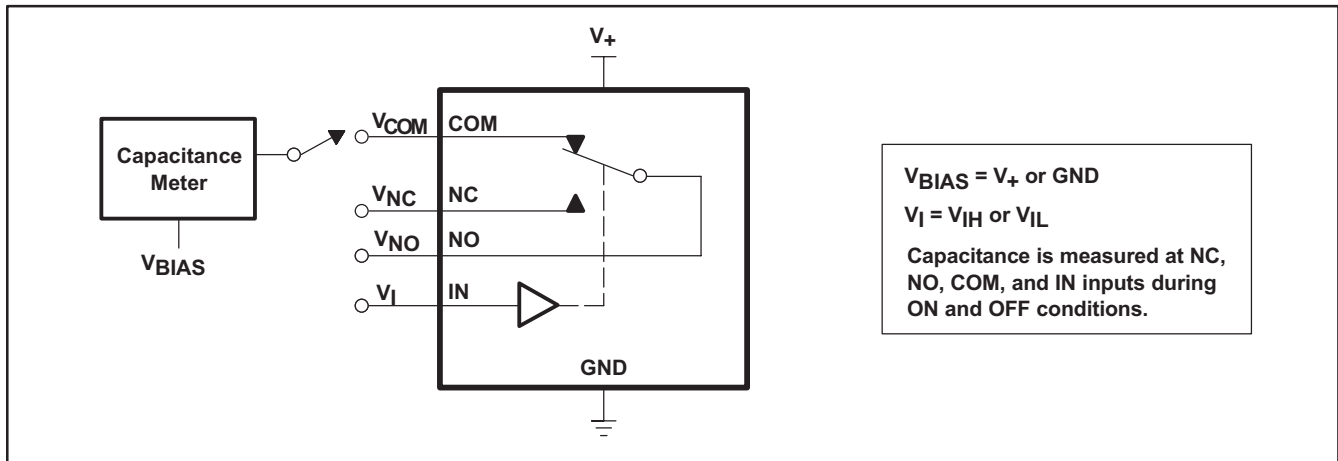 V+
VCOM COM
Capacitance
Meter
VNC NC
VNO NO
VBIAS
VI IN
GND
VBIAS = V+ or GND
VI = VIH or VIL
Capacitance is measured at NC,
NO, COM, and IN inputs during
ON and OFF conditions.